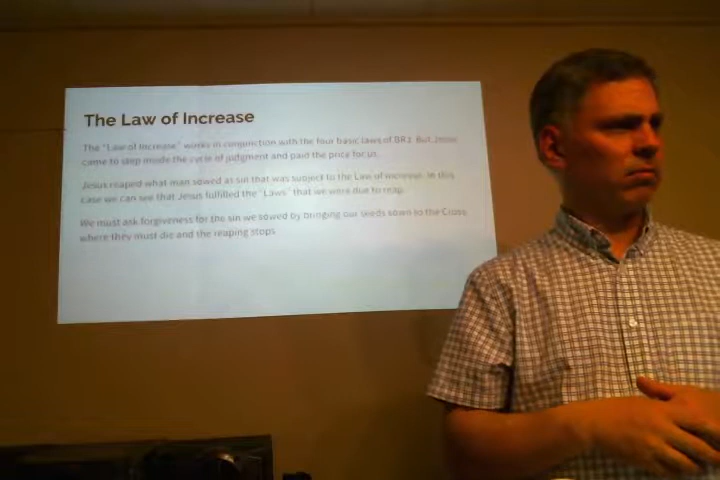 The Law of Increase
The "Law of Increase" works in conjunction with the four basic laws of BR1. But Jesus
came to step inside the cycle of judgment and paid the price for us.
Jesus reaped what man sowed as sin that was subject to the Law of increase. In this
case we can see that Jesus fulfilled the "Laws" that we were due to reap.
We must ask forgiveness for the sin we sowed by bringing our seeds sown to the Cross
where they must die and the reaping stops